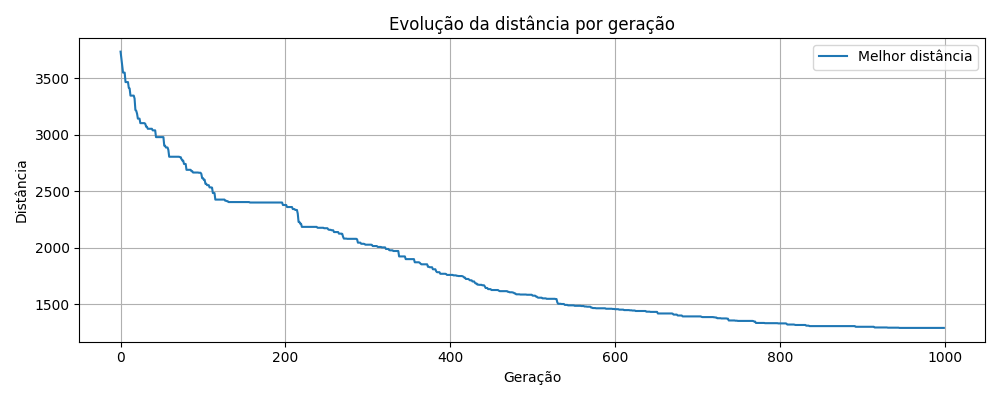 Evolução da distância por geração
Melhor distância
Distância
3500
3000
2500
2000
1500
0 200 400 600 800 1000
Geração